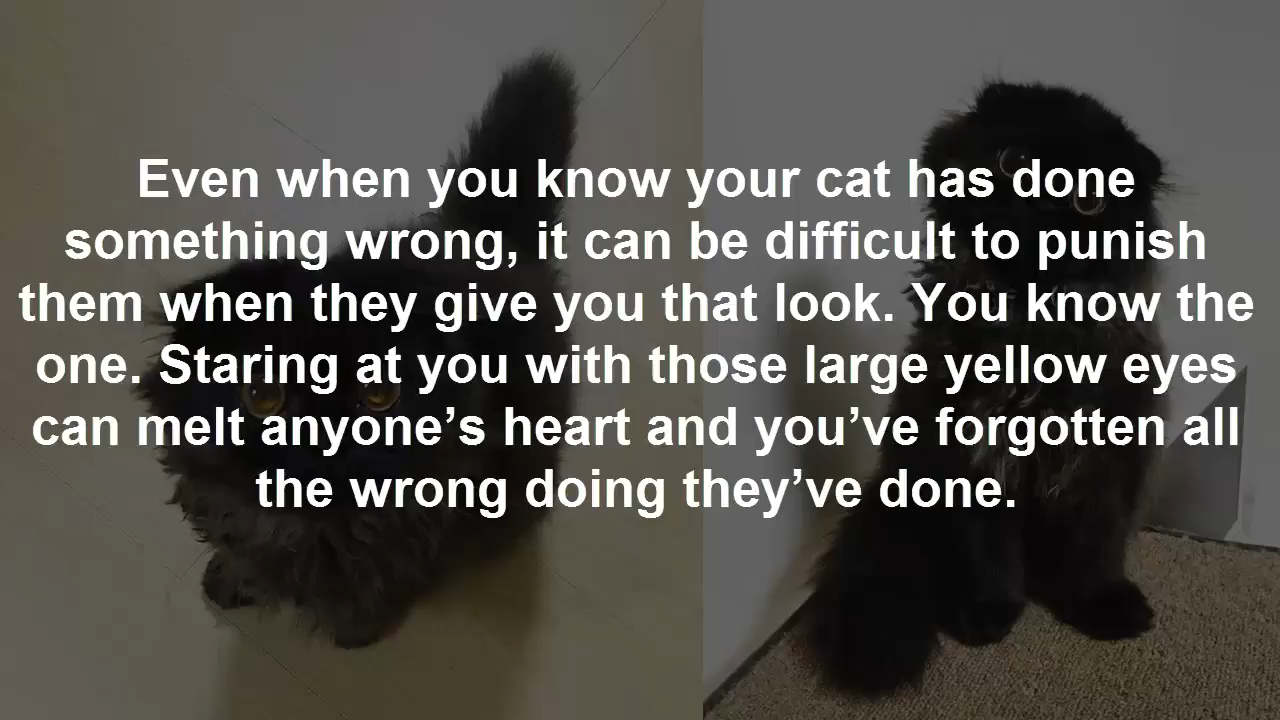 Even when you know your cat has done
something wrong, it can be difficult to punish
them when they give you that look. You know the
one. Staring at you with those large yellow eyes
can melt anyone’s heart and you’ve forgotten all
the wrong doing they’ve done.